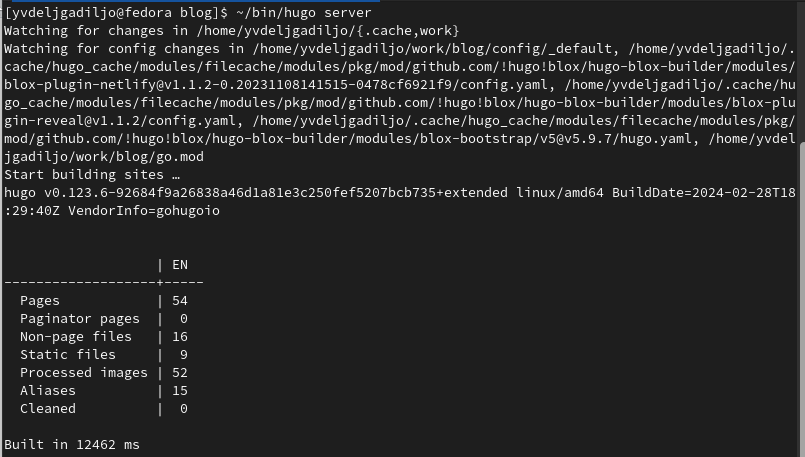 [yvdeljgadiljo@fedora blog]$ ~/bin/hugo server
Watching for changes in /home/yvdeljgadiljo/{.cache,work}
Watching for config changes in /home/yvdeljgadiljo/work/blog/config/_default, /home/yvdeljgadiljo/.
cache/hugo_cache/modules/filecache/modules/pkg/mod/github.com/!hugo!blox/hugo-blox-builder/modules/
blox-plugin-netlify@v1.1.2-0.20231108141515-0478cf6921f9/config.yaml, /home/yvdeljgadiljo/.cache/hu
go_cache/modules/filecache/modules/pkg/mod/github.com/!hugo!blox/hugo-blox-builder/modules/blox-plu
gin-reveal@v1.1.2/config.yaml, /home/yvdeljgadiljo/.cache/hugo_cache/modules/filecache/modules/pkg/
mod/github.com/!hugo!blox/hugo-blox-builder/modules/blox-bootstrap/v5@v5.9.7/hugo.yaml, /home/yvdel
jgadiljo/work/blog/go.mod
Start building sites …
hugo v0.123.6-92684f9a26838a46d1a81e3c250fef5207bcb735+extended linux/amd64 BuildDate=2024-02-28T18
:29:40Z VendorInfo=gohugoio
                   | EN
-------------------+-----
  Pages            | 54
  Paginator pages  |  0
  Non-page files   | 16
  Static files     |  9
  Processed images | 52
  Aliases          | 15
  Cleaned          |  0
Built in 12462 ms